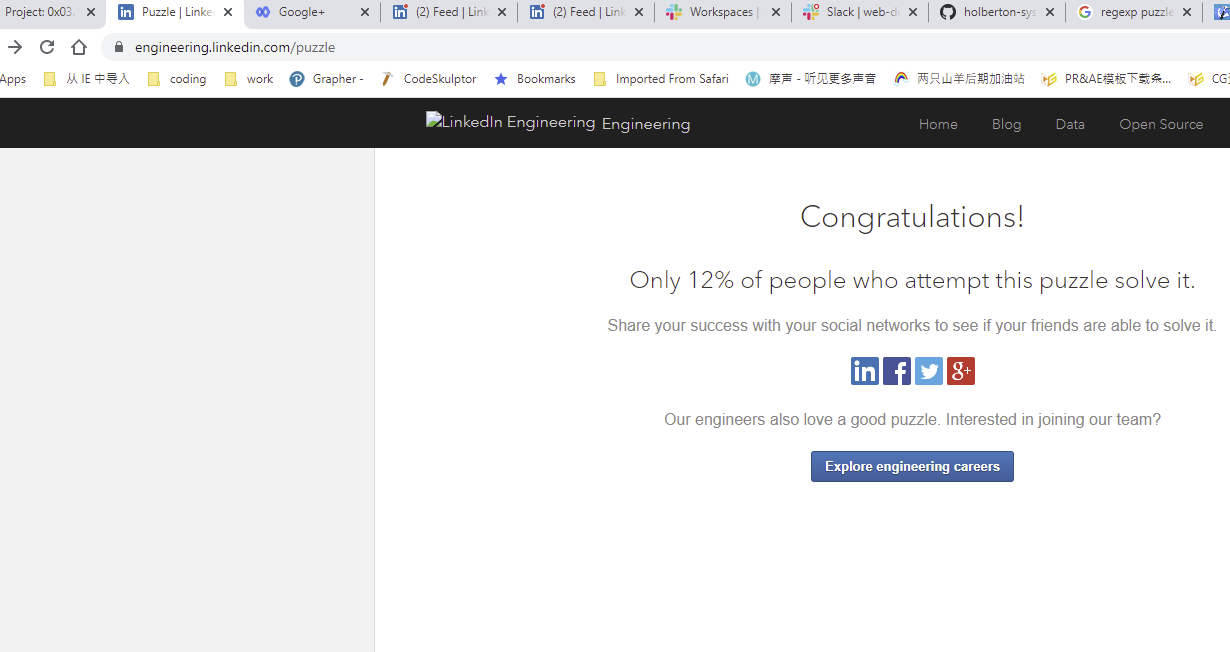 Project: 0x03. Puzzle | Linke Google+ (2) Feed | Link (2) Feed | Link Workspaces | Slack | web-d holberton-sys regexp puzzle
engineering.linkedin.com/puzzle
Apps 从 IE 中导入 coding work Grapher - CodeSkulptor Bookmarks Imported From Safari 摩声 - 听见更多声音 两只山羊后期加油站 PR&AE模板下载条... CG
LinkedIn Engineering Engineering Home Blog Data Open Source
Congratulations!
Only 12% of people who attempt this puzzle solve it.
Share your success with your social networks to see if your friends are able to solve it.
in f g+
Our engineers also love a good puzzle. Interested in joining our team?
Explore engineering careers